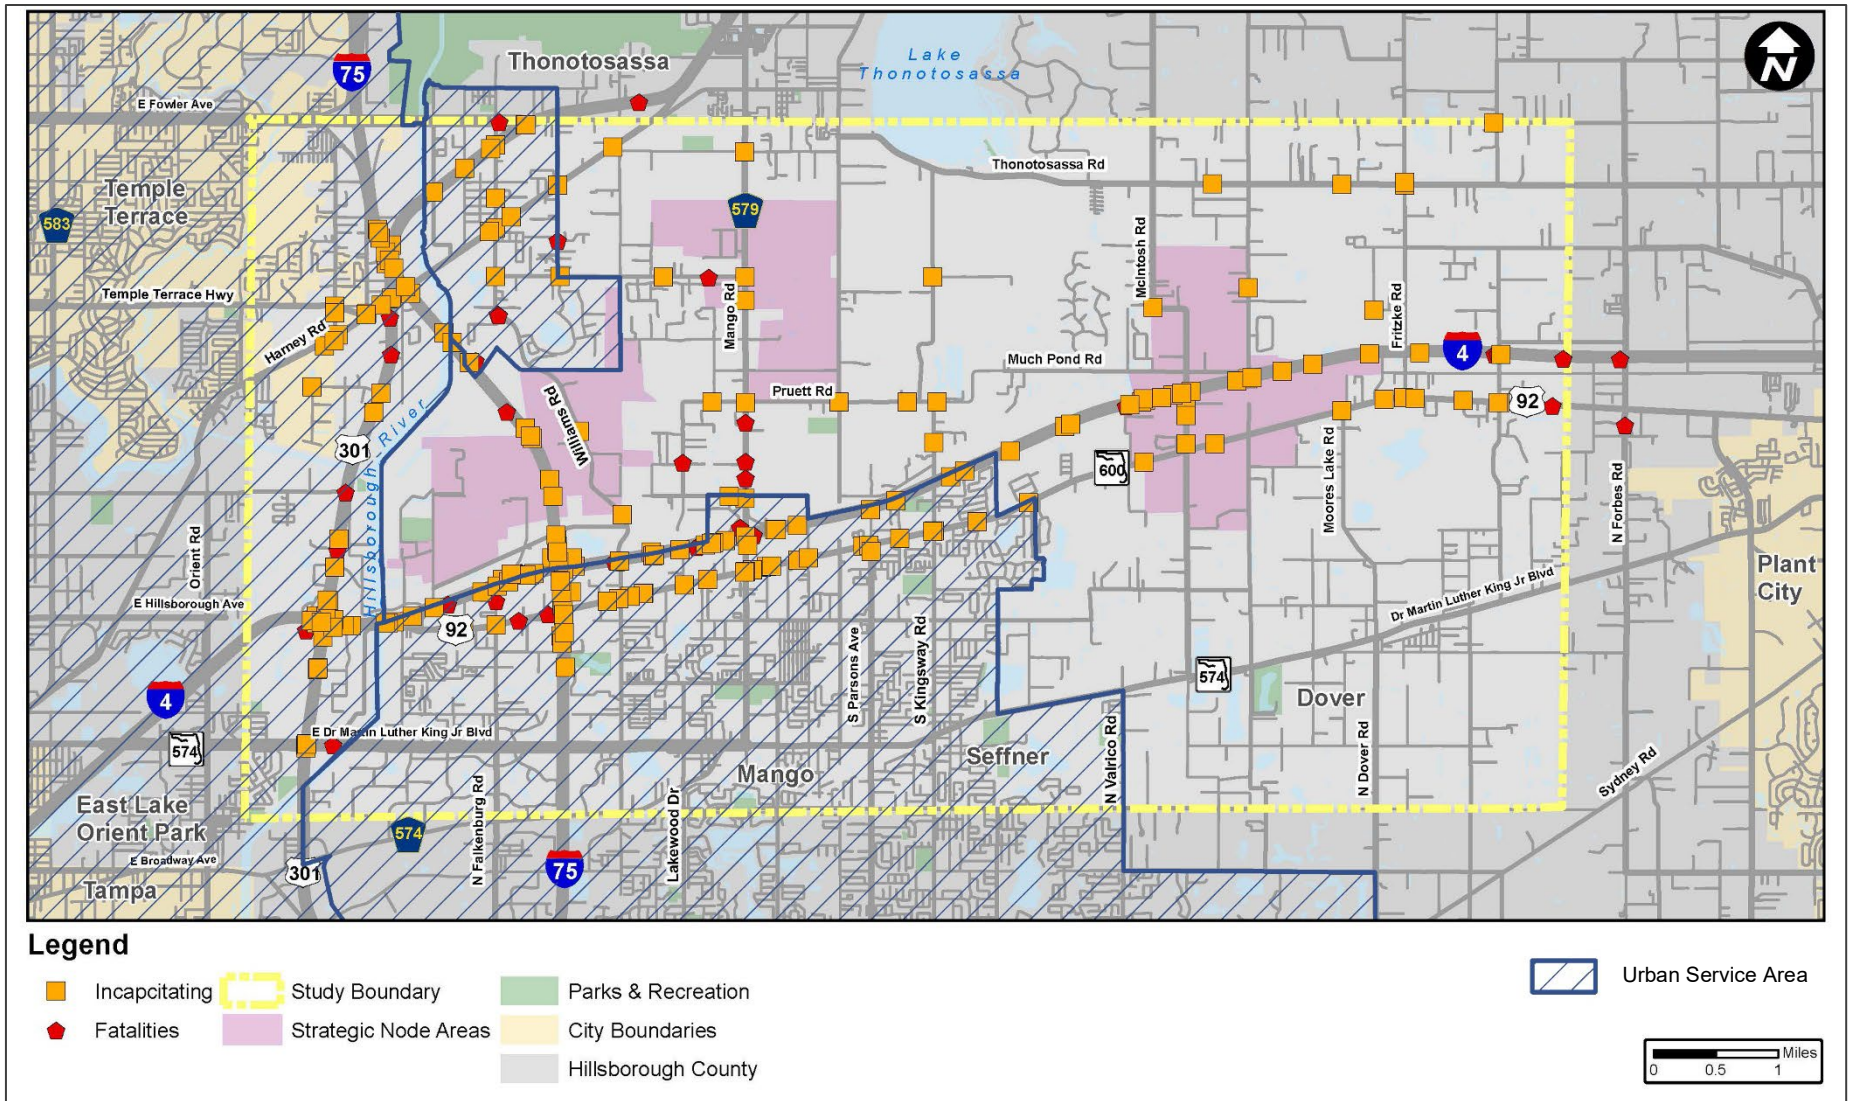 Thonotosassa
Lake
Thonotosassa
N
75
E Fowler Ave
Thonotosassa Rd
Temple
Terrace
583
579
McIntosh Rd
Temple Terrace Hwy
Mango Rd
Fritzke Rd
Harney Rd
4
Much Pond Rd
Pruett Rd
92
Williams Rd
301
Hillsborough River
600
Moores Lake Rd
N Forbes Rd
Orient Rd
Plant
City
E Hillsborough Ave
Dr Martin Luther King Jr Blvd
92
S Parsons Ave
S Kingsway Rd
574
4
Dover
574
E Dr Martin Luther King Jr Blvd
Seffner
N Valrico Rd
N Dover Rd
Mango
Sydney Rd
East Lake
Orient Park
N Falkenburg Rd
Lakewood Dr
574
E Broadway Ave
301
75
Tampa
Legend
Incapcitating
Study Boundary
Parks & Recreation
Urban Service Area
Fatalities
Strategic Node Areas
City Boundaries
Hillsborough County
Miles
0 0.5 1